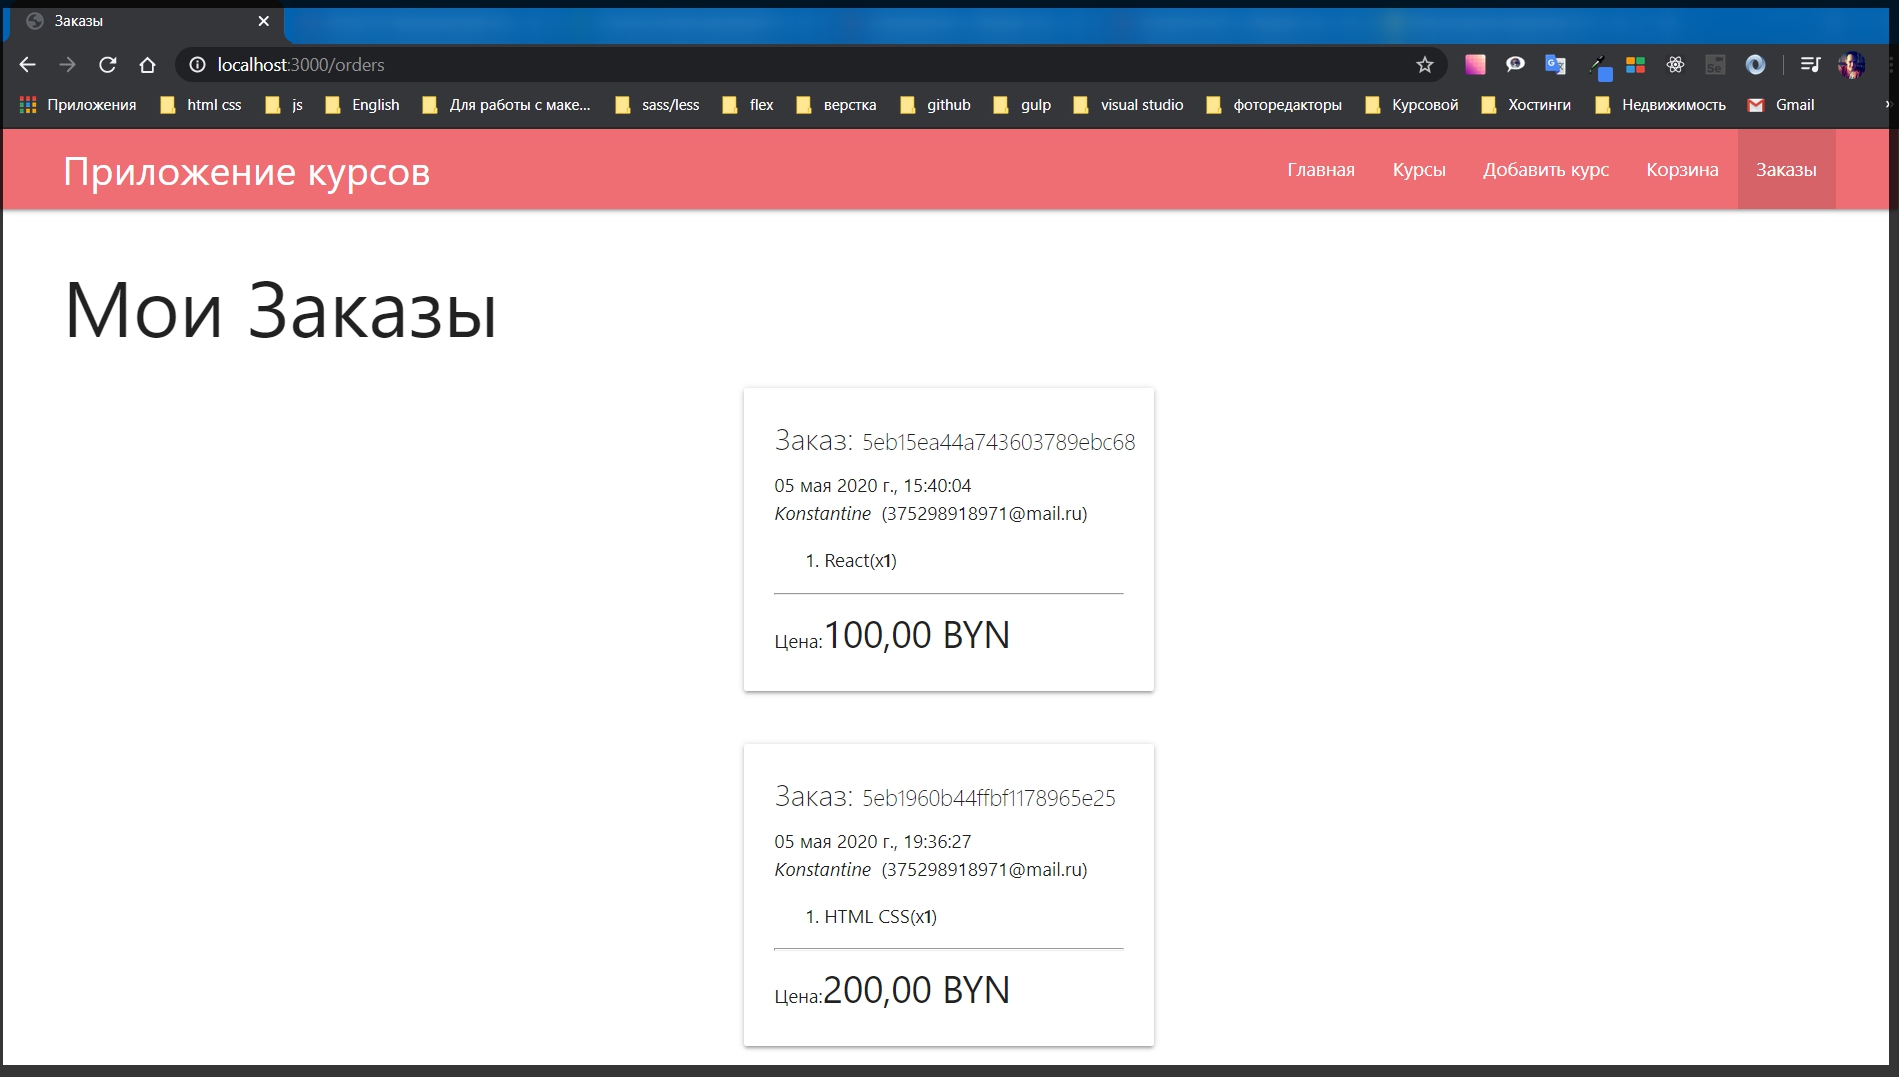 Заказы
localhost:3000/orders
Приложения html css js English Для работы с маке... sass/less flex верстка github gulp visual studio фоторедакторы Курсовой Хостинги Недвижимость Gmail »
Приложение курсов Главная Курсы Добавить курс Корзина Заказы
Мои Заказы
Заказ: 5eb15ea44a743603789ebc68
05 мая 2020 г., 15:40:04
Konstantine (375298918971@mail.ru)
1. React(x1)
Цена:100,00 BYN
Заказ: 5eb1960b44ffbf1178965e25
05 мая 2020 г., 19:36:27
Konstantine (375298918971@mail.ru)
1. HTML CSS(x1)
Цена:200,00 BYN